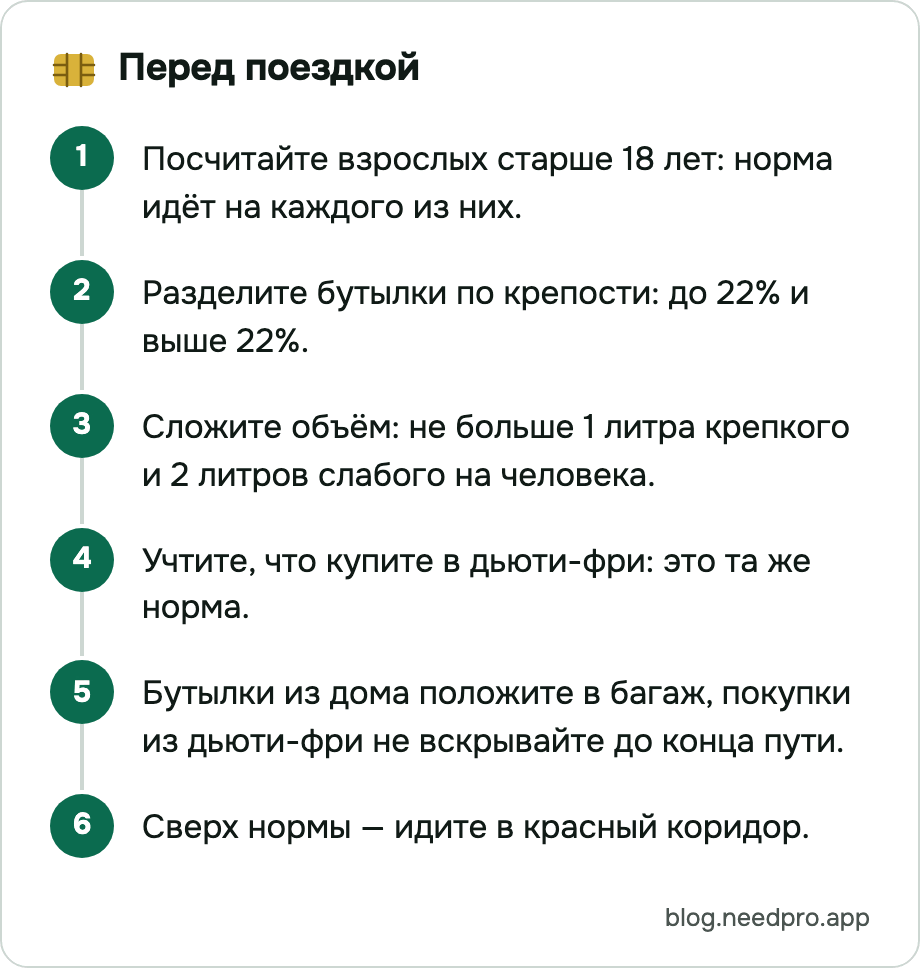 Перед поездкой
1
Посчитайте взрослых старше 18 лет: норма
идёт на каждого из них.
2
Разделите бутылки по крепости: до 22% и
выше 22%.
3
Сложите объём: не больше 1 литра крепкого
и 2 литров слабого на человека.
4
Учтите, что купите в дьюти-фри: это та же
норма.
5
Бутылки из дома положите в багаж, покупки
из дьюти-фри не вскрывайте до конца пути.
6
Сверх нормы — идите в красный коридор.
blog.needpro.app